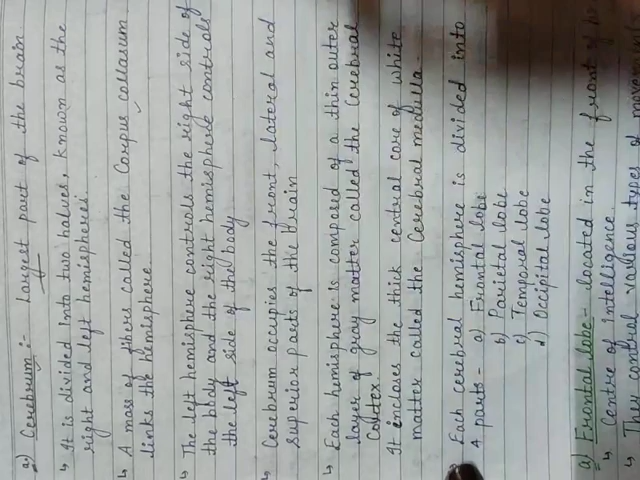 a) Cerebrum :- Largest part of the brain
↳ It is divided into two halves, known as the
right and left hemispheres.
↳ A mass of fibers called the Corpus collasum
links the hemisphere
↳ The left hemisphere controls the right side of
the body and the right hemisphere controls
the left side of the body
↳ Cerebrum occupies the front, lateral and
superior parts of the brain
↳ Each hemisphere is composed of a thin outer
layer of gray matter called the Cerebral
Cortex
It incloses the thick central core of white
matter called the Cerebral medulla.
↳ Each cerebral hemisphere is divided into
4 parts - a) Frontal lobe
b) Parietal lobe
c) Temporal lobe
d) Occipital lobe
a) Frontal lobe - located in the front of
↳ Centre of intelligence.
↳ They control various types of